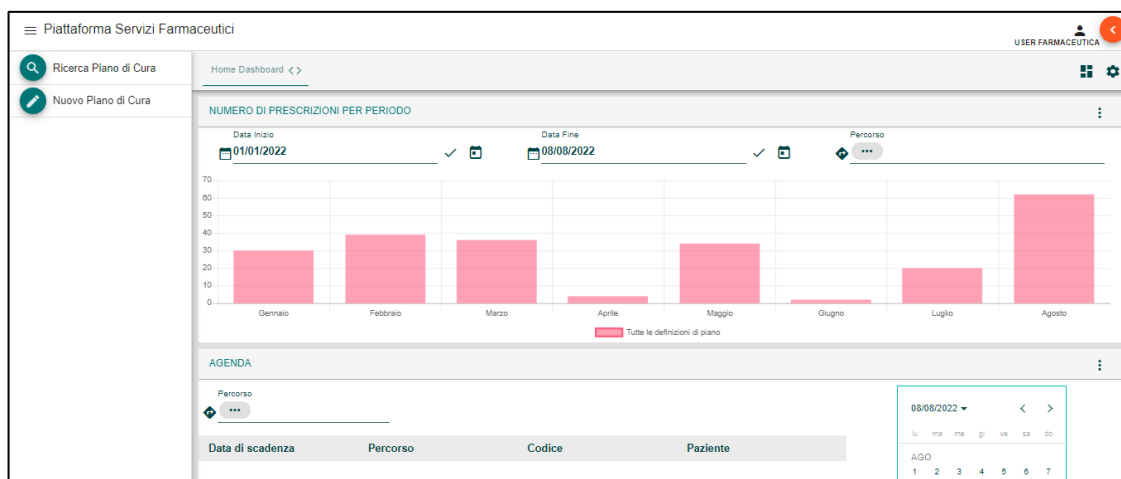 Piattaforma Servizi Farmaceutici
USER FARMACEUTICA
Ricerca Piano di Cura
Nuovo Piano di Cura
Home Dashboard <>
NUMERO DI PRESCRIZIONI PER PERIODO
Data Inizio
01/01/2022
Data Fine
08/08/2022
Percorso
...
70
60
50
40
30
20
10
0
Gennaio Febbraio Marzo Aprile Maggio Giugno Luglio Agosto
Tutte le definizioni di piano
AGENDA
Percorso
...
Data di scadenza Percorso Codice Paziente
08/08/2022
lu ma me gi ve sa do
AGO
1 2 3 4 5 6 7